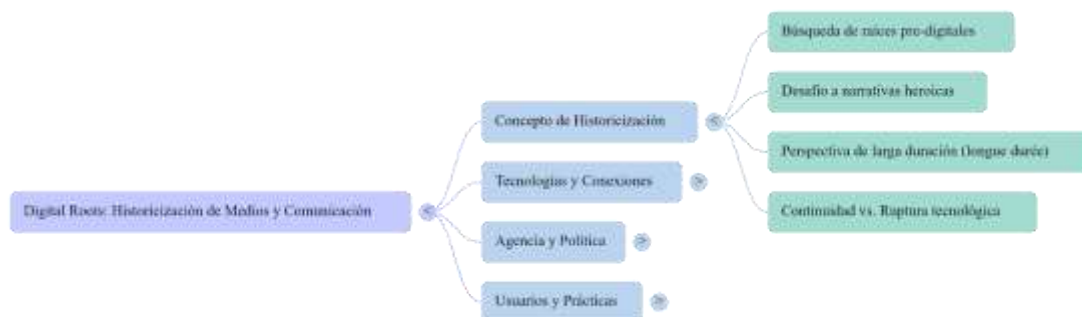 Búsqueda de raíces pre-digitales
Desafío a narrativas heroicas
Concepto de Historicización
Perspectiva de larga duración (longue durée)
Tecnologías y Conexiones
Digital Roots: Historicización de Medios y Comunicación
Continuidad vs. Ruptura tecnológica
Agencia y Política
Usuarios y Prácticas